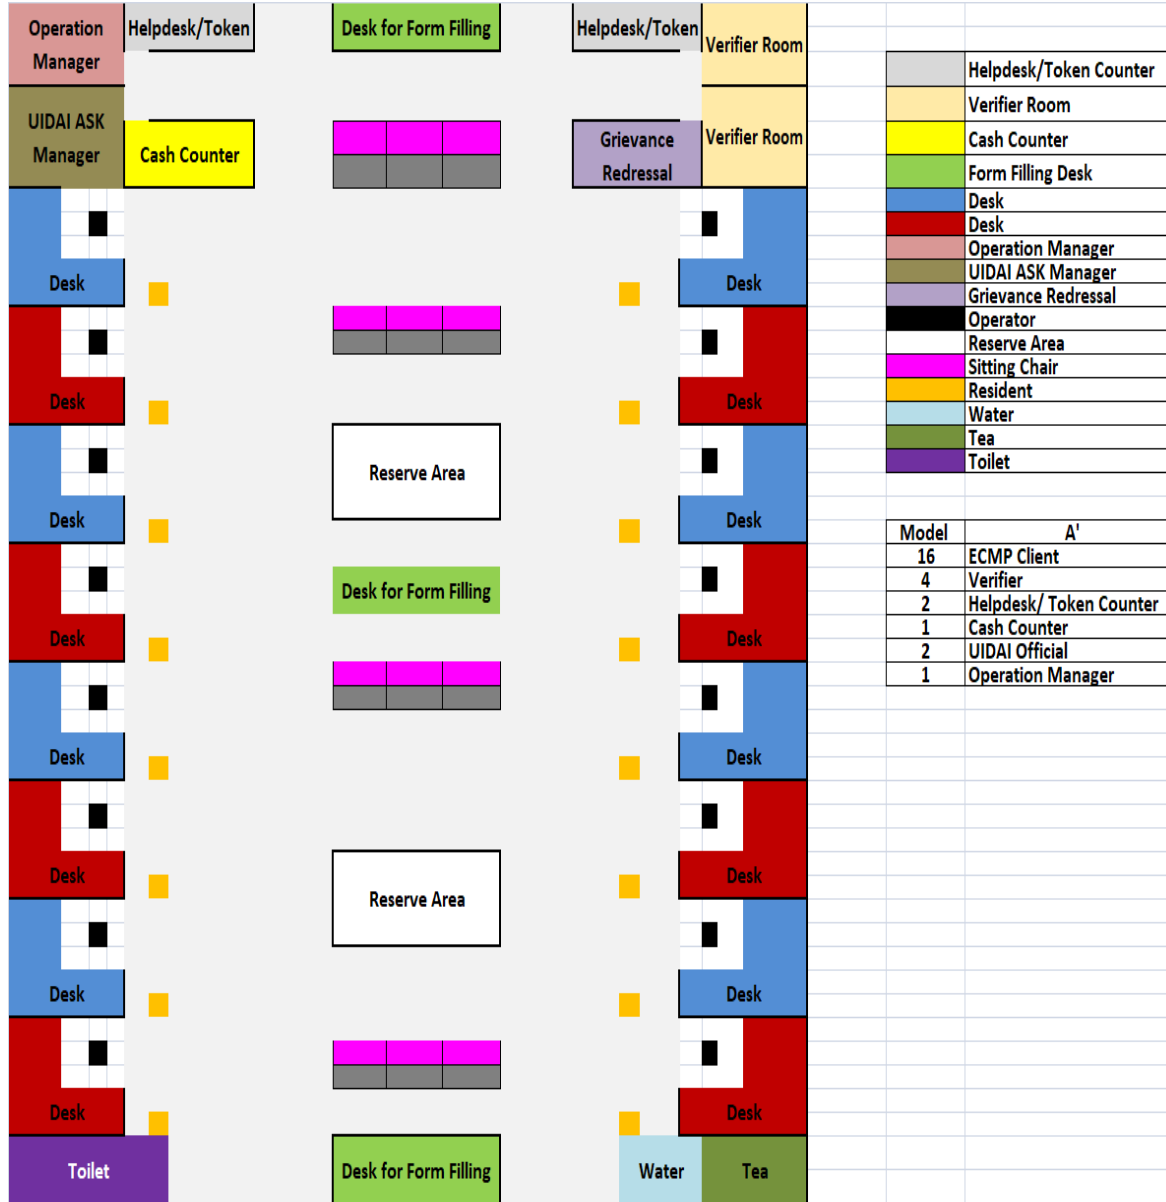 Operation
Manager
Helpdesk/Token
Desk for Form Filling
Helpdesk/Token
Verifier Room
UIDAI ASK
Manager
Cash Counter
Grievance
Redressal
Verifier Room
Desk
Desk
Desk
Desk
Reserve Area
Desk
Desk
Desk for Form Filling
Desk
Desk
Desk
Desk
Desk
Desk
Reserve Area
Desk
Desk
Desk
Desk
Toilet
Desk for Form Filling
Water
Tea
Helpdesk/Token Counter
Verifier Room
Cash Counter
Form Filling Desk
Desk
Desk
Operation Manager
UIDAI ASK Manager
Grievance Redressal
Operator
Reserve Area
Sitting Chair
Resident
Water
Tea
Toilet
Model A'
16 ECMP Client
4 Verifier
2 Helpdesk/ Token Counter
1 Cash Counter
2 UIDAI Official
1 Operation Manager